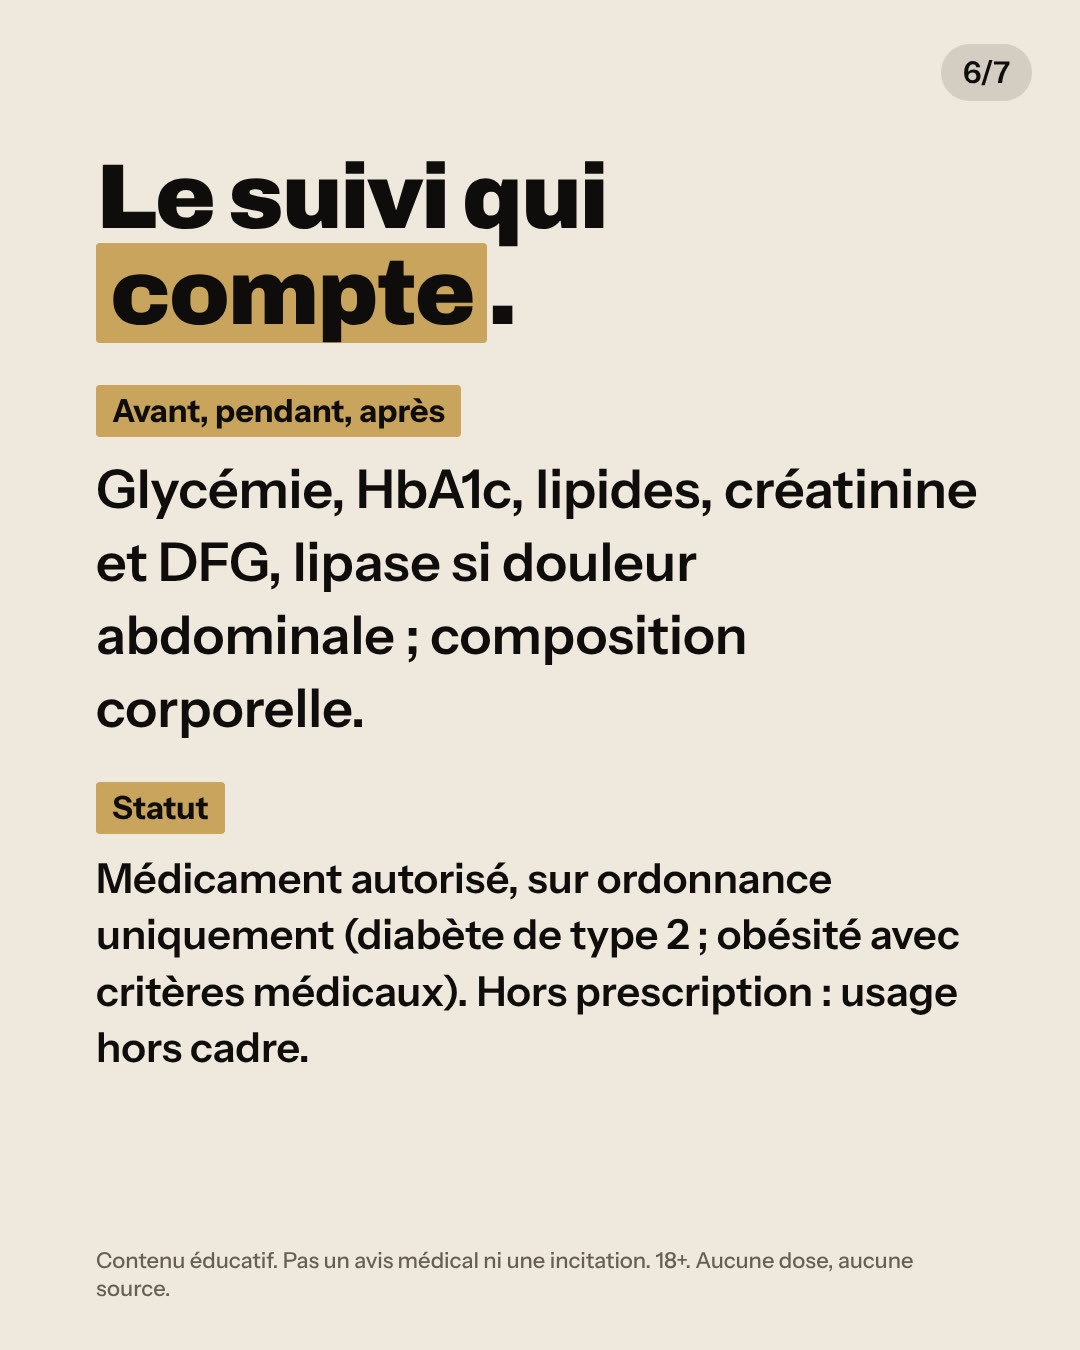 6/7
Le suivi qui
compte.
Avant, pendant, après
Glycémie, HbA1c, lipides, créatinine
et DFG, lipase si douleur
abdominale ; composition
corporelle.
Statut
Médicament autorisé, sur ordonnance
uniquement (diabète de type 2 ; obésité avec
critères médicaux). Hors prescription : usage
hors cadre.
Contenu éducatif. Pas un avis médical ni une incitation. 18+. Aucune dose, aucune
source.